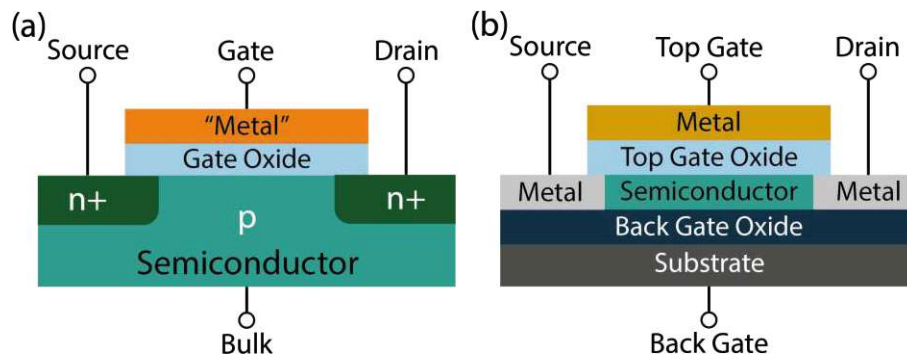 (a)
Source Gate Drain
“Metal”
Gate Oxide
n+ n+
p
Semiconductor
Bulk
(b)
Source Top Gate Drain
Metal
Top Gate Oxide
Metal Semiconductor Metal
Back Gate Oxide
Substrate
Back Gate